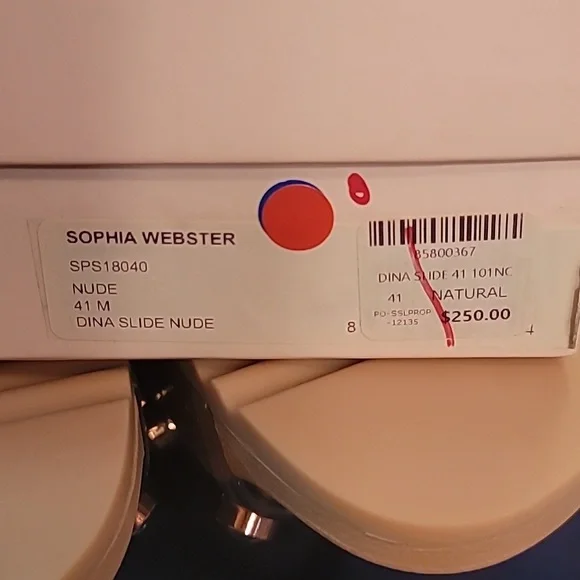 SOPHIA WEBSTER
SPS18040
NUDE
41 M
DINA SLIDE NUDE
8
85800367
DINA SLIDE 41 101NC
41 NATURAL
PO-SSLPROP
-12135
$250.00
4